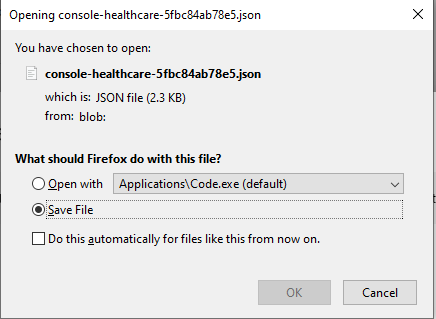 Opening console-healthcare-5fbc84ab78e5.json
You have chosen to open:
console-healthcare-5fbc84ab78e5.json
which is: JSON file (2.3 KB)
from: blob:
What should Firefox do with this file?
Open with Applications\Code.exe (default)
Save File
Do this automatically for files like this from now on.
OK Cancel